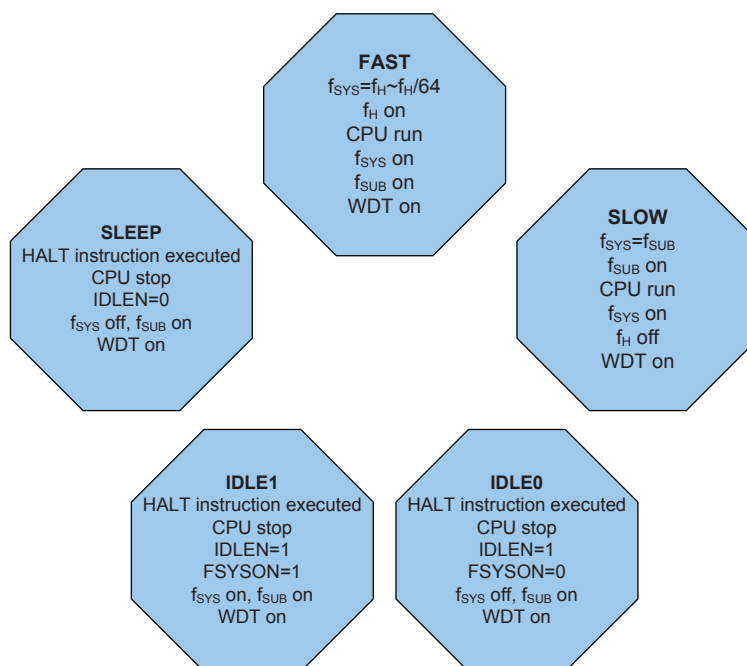 FAST
fSYS=fH~fH/64
fH on
CPU run
fSYS on
fSUB on
WDT on
SLOW
fSYS=fSUB
fSUB on
CPU run
fSYS on
fH off
WDT on
SLEEP
HALT instruction executed
CPU stop
IDLEN=0
fSYS off, fSUB on
WDT on
IDLE1
HALT instruction executed
CPU stop
IDLEN=1
FSYSON=1
fSYS on, fSUB on
WDT on
IDLE0
HALT instruction executed
CPU stop
IDLEN=1
FSYSON=0
fSYS off, fSUB on
WDT on